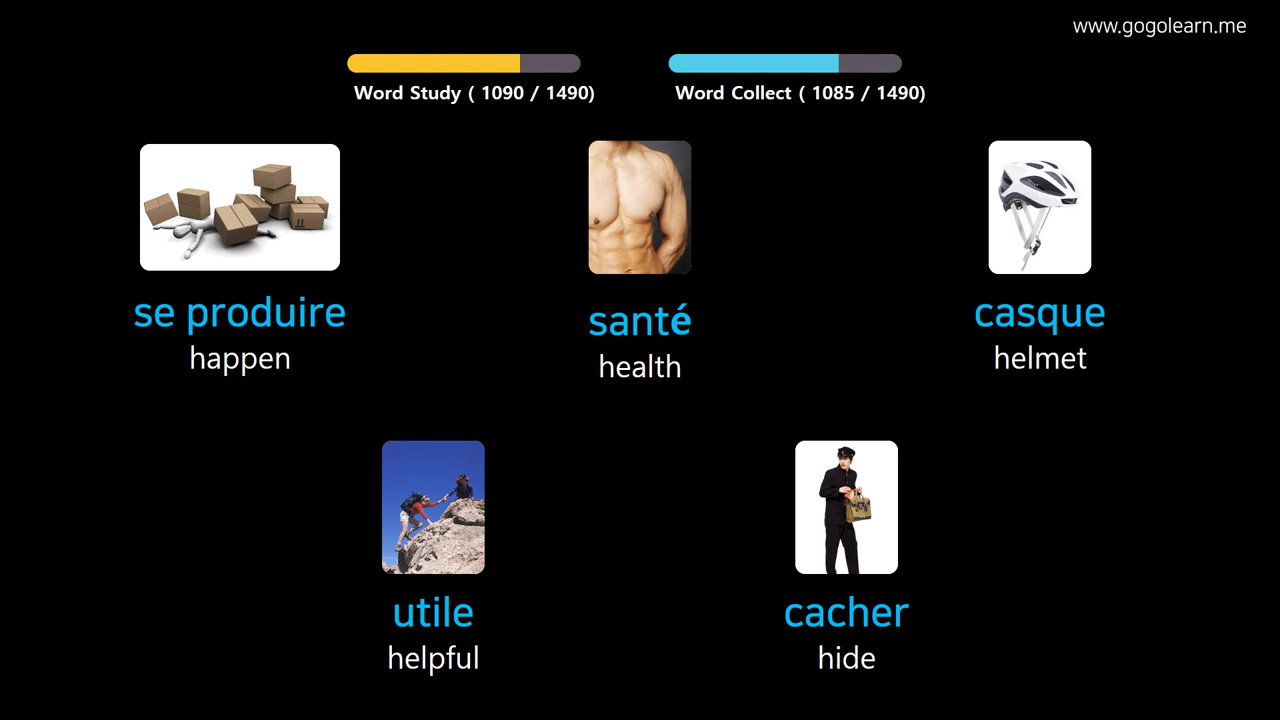 www.gogolearn.me
Word Study ( 1090 / 1490)
Word Collect ( 1085 / 1490)
se produire
happen
santé
health
casque
helmet
utile
helpful
cacher
hide